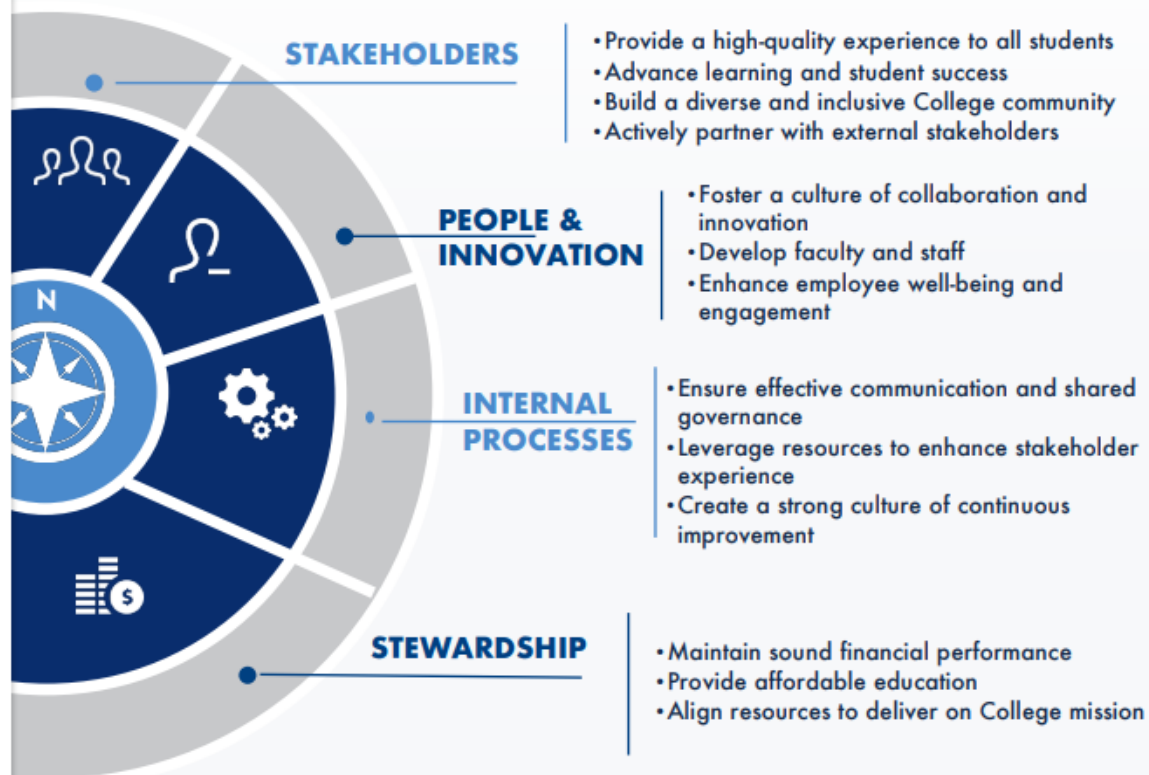 STAKEHOLDERS
•Provide a high-quality experience to all students
•Advance learning and student success
•Build a diverse and inclusive College community
•Actively partner with external stakeholders
PEOPLE &
INNOVATION
•Foster a culture of collaboration and
innovation
•Develop faculty and staff
•Enhance employee well-being and
engagement
N
INTERNAL
PROCESSES
•Ensure effective communication and shared
governance
•Leverage resources to enhance stakeholder
experience
•Create a strong culture of continuous
improvement
$
STEWARDSHIP
•Maintain sound financial performance
•Provide affordable education
•Align resources to deliver on College mission